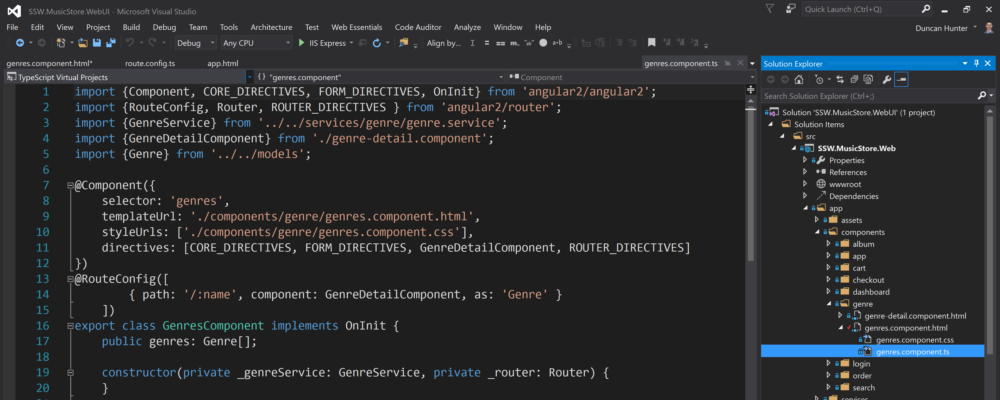 SSW.MusicStore.WebUI - Microsoft Visual Studio
Quick Launch (Ctrl+Q)
File Edit View Project Build Debug Team Tools Architecture Test Web Essentials Code Auditor Analyze Window Help
Duncan Hunter
Debug Any CPU IIS Express Align by... = == m_ "ab" a•b
genres.component.html* route.config.ts app.html genres.component.ts
TypeScript Virtual Projects {} "genres.component" Component
1 import {Component, CORE_DIRECTIVES, FORM_DIRECTIVES, OnInit} from 'angular2/angular2';
2 import {RouteConfig, Router, ROUTER_DIRECTIVES } from 'angular2/router';
3 import {GenreService} from '../../services/genre/genre.service';
4 import {GenreDetailComponent} from './genre-detail.component';
5 import {Genre} from '../../models';
6
7 @Component({
8     selector: 'genres',
9     templateUrl: './components/genre/genres.component.html',
10     styleUrls: ['./components/genre/genres.component.css'],
11     directives: [CORE_DIRECTIVES, FORM_DIRECTIVES, GenreDetailComponent, ROUTER_DIRECTIVES]
12 })
13 @RouteConfig([
14         { path: '/:name', component: GenreDetailComponent, as: 'Genre' }
15     ])
16 export class GenresComponent implements OnInit {
17     public genres: Genre[];
18
19     constructor(private _genreService: GenreService, private _router: Router) {
20     }
Solution Explorer
Search Solution Explorer (Ctrl+;)
Solution 'SSW.MusicStore.WebUI' (1 project)
Solution Items
src
SSW.MusicStore.Web
Properties
References
wwwroot
Dependencies
app
assets
components
album
app
cart
checkout
dashboard
genre
genre-detail.component.html
genres.component.html
genres.component.css
genres.component.ts
login
order
search
services